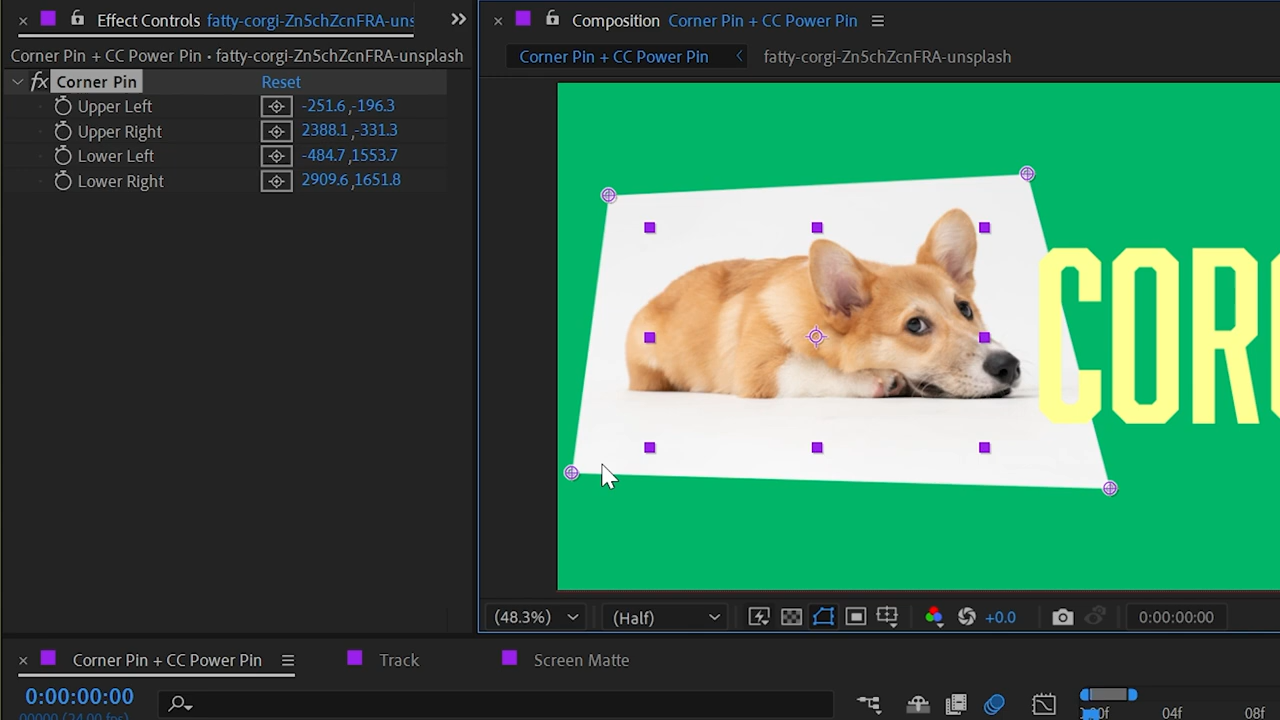 Effect Controls fatty-corgi-Zn5chZcnFRA-uns
Corner Pin + CC Power Pin • fatty-corgi-Zn5chZcnFRA-unsplash
fx Corner Pin Reset
Upper Left -251.6,-196.3
Upper Right 2388.1,-331.3
Lower Left -484.7,1553.7
Lower Right 2909.6,1651.8
Composition Corner Pin + CC Power Pin
Corner Pin + CC Power Pin fatty-corgi-Zn5chZcnFRA-unsplash
COR
(48.3%) (Half) +0.0 0:00:00:00
Corner Pin + CC Power Pin Track Screen Matte
0:00:00:00
00000 (24.00 fps)
04f 08f